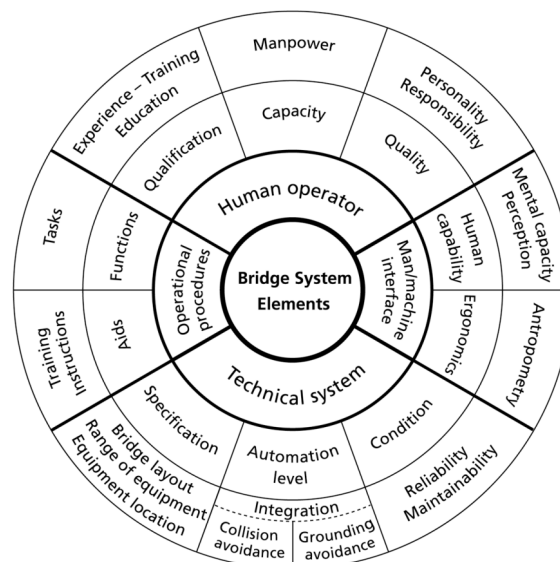 Manpower
Experience – Training
Education
Personality
Responsibility
Capacity
Qualification
Quality
Human operator
Mental capacity
Perception
Human
capability
Tasks
Functions
Operational
procedures
Bridge System
Elements
Man/machine
interface
Ergonomics
Antropometry
Training
Instructions
Aids
Technical system
Specification
Automation
level
Condition
Bridge layout
Range of equipment
Equipment location
Integration
Collision
avoidance
Grounding
avoidance
Reliability
Maintainability